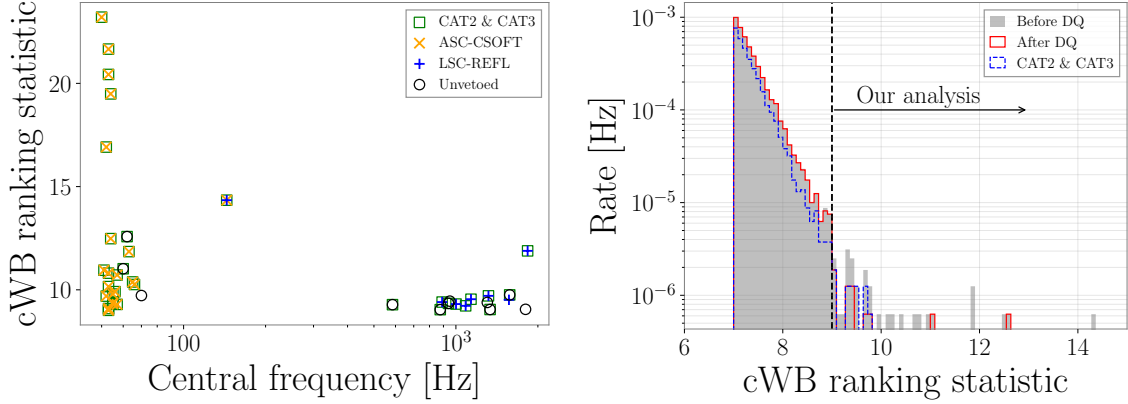 cWB ranking statistic
20
15
10
100
10³
Central frequency [Hz]
CAT2 & CAT3
ASC-CSOFT
LSC-REFL
Unvetoed
Rate [Hz]
10⁻³
10⁻⁴
10⁻⁵
10⁻⁶
6
8
10
12
14
cWB ranking statistic
Before DQ
After DQ
CAT2 & CAT3
Our analysis